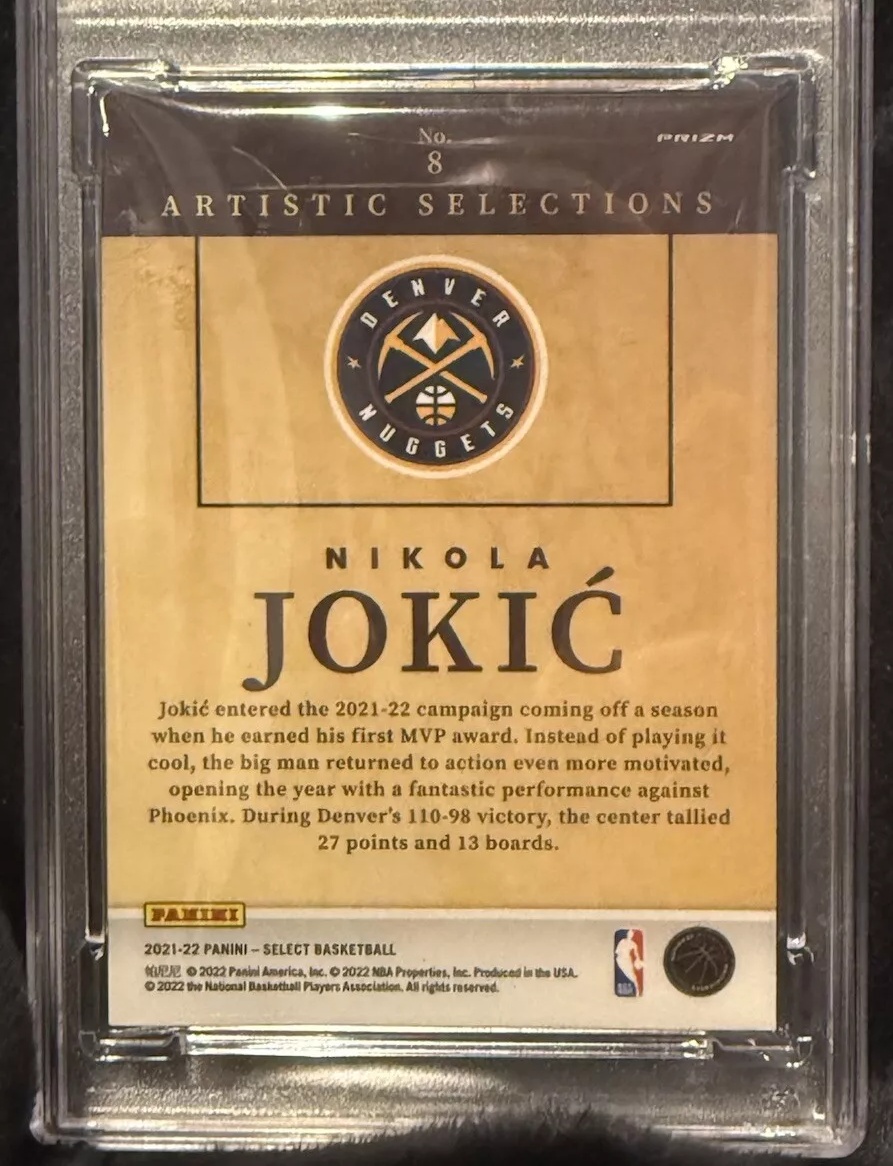 No.
8
PRIZM
ARTISTIC SELECTIONS
DENVER
NUGGETS
NIKOLA
JOKIĆ
Jokić entered the 2021-22 campaign coming off a season
when he earned his first MVP award. Instead of playing it
cool, the big man returned to action even more motivated,
opening the year with a fantastic performance against
Phoenix. During Denver's 110-98 victory, the center tallied
27 points and 13 boards.
PANINI
2021-22 PANINI – SELECT BASKETBALL
帕尼尼 © 2022 Panini America, Inc. © 2022 NBA Properties, Inc. Produced in the USA.
© 2022 the National Basketball Players Association. All rights reserved.
NBA